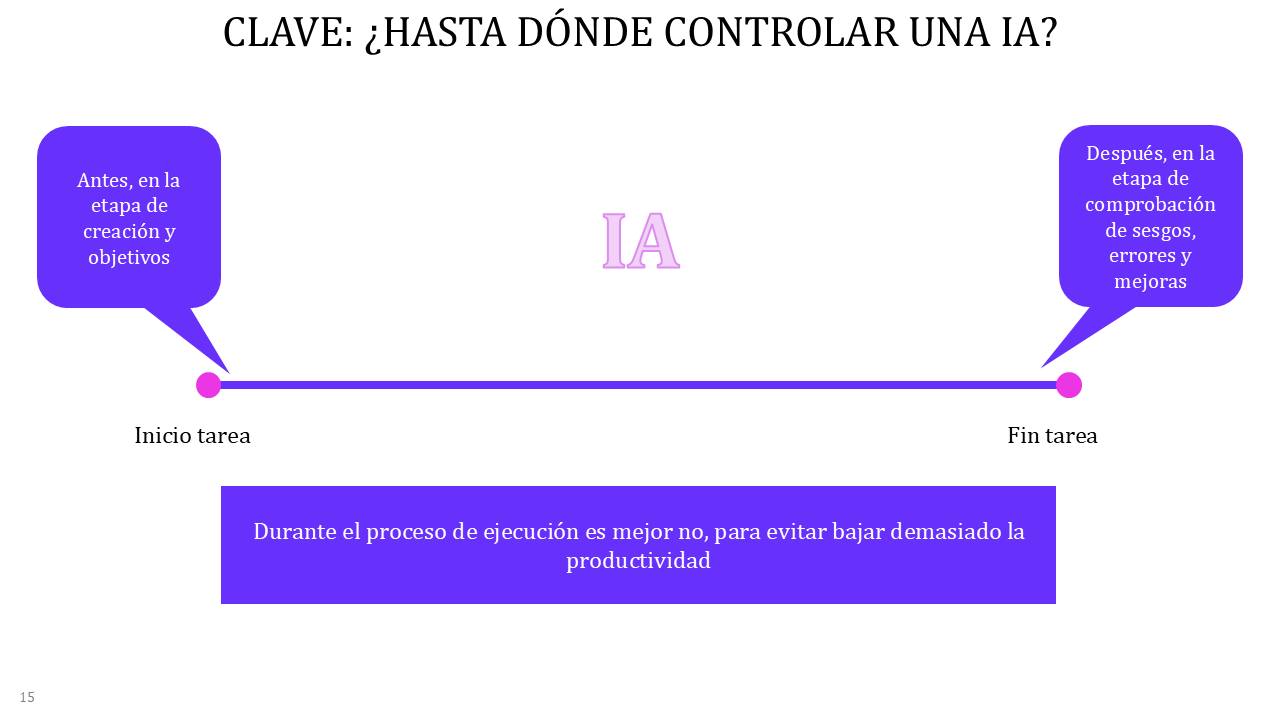 CLAVE: ¿HASTA DÓNDE CONTROLAR UNA IA?
Antes, en la
etapa de
creación y
objetivos
Después, en la
etapa de
comprobación
de sesgos,
errores y
mejoras
IA
Inicio tarea
Fin tarea
Durante el proceso de ejecución es mejor no, para evitar bajar demasiado la
productividad
15